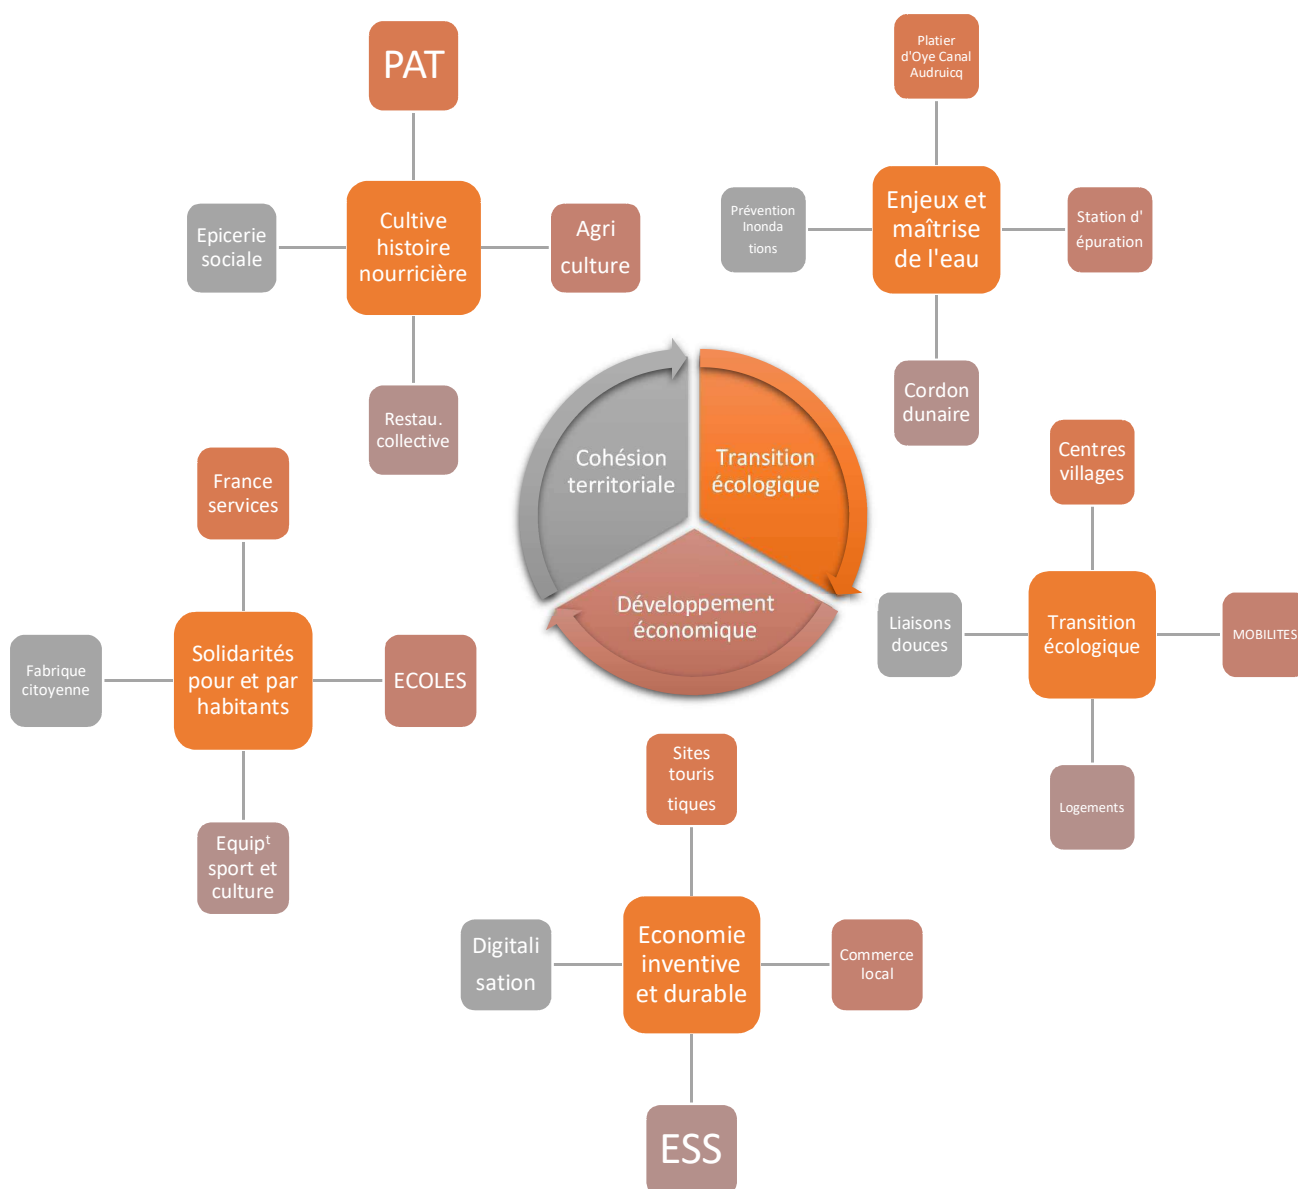 PAT
Epicerie
sociale
Cultive
histoire
nourricière
Agri
culture
Restau.
collective
Platier
d'Oye Canal
Audruicq
Prévention
Inonda
tions
Enjeux et
maîtrise
de l'eau
Station d'
épuration
Cordon
dunaire
Cohésion
territoriale
Transition
écologique
Développement
économique
France
services
Fabrique
citoyenne
Solidarités
pour et par
habitants
ECOLES
Equipᵗ
sport et
culture
Centres
villages
Liaisons
douces
Transition
écologique
MOBILITES
Logements
Sites
touris
tiques
Digitali
sation
Economie
inventive
et durable
Commerce
local
ESS